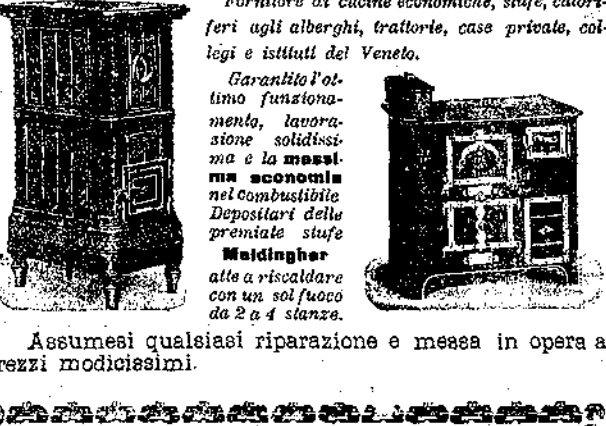 Fornitore di cucine economiche, stufe, calori-
feri agli alberghi, trattorie, case private, col-
legi e istituti del Veneto.
Garantito l'ot-
timo funziona-
mento, lavora-
zione solidissi-
ma e la massi-
ma economia
nel combustibile
Depositari delle
premiate stufe
Meldingher
atte a riscaldare
con un sol fuoco
da 2 a 4 stanze.
Assumesi qualsiasi riparazione e messa in opera a
rezzi modicissimi.